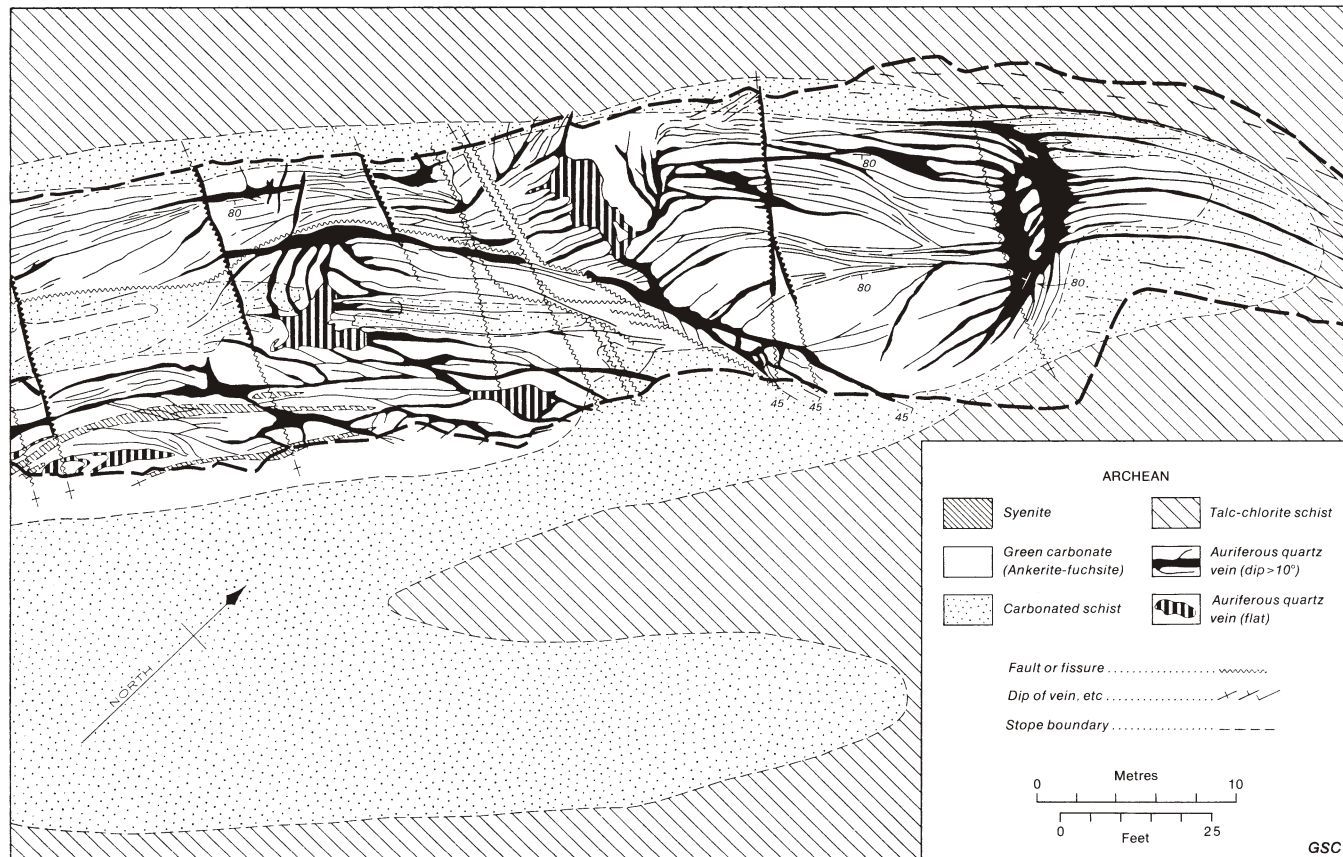 80
80
80
80
45
45
45
NORTH
ARCHEAN
Syenite
Talc-chlorite schist
Green carbonate
(Ankerite-fuchsite)
Auriferous quartz
vein (dip>10°)
Carbonated schist
Auriferous quartz
vein (flat)
Fault or fissure
Dip of vein, etc
Stope boundary
Metres
0 10
0 25
Feet
GSC